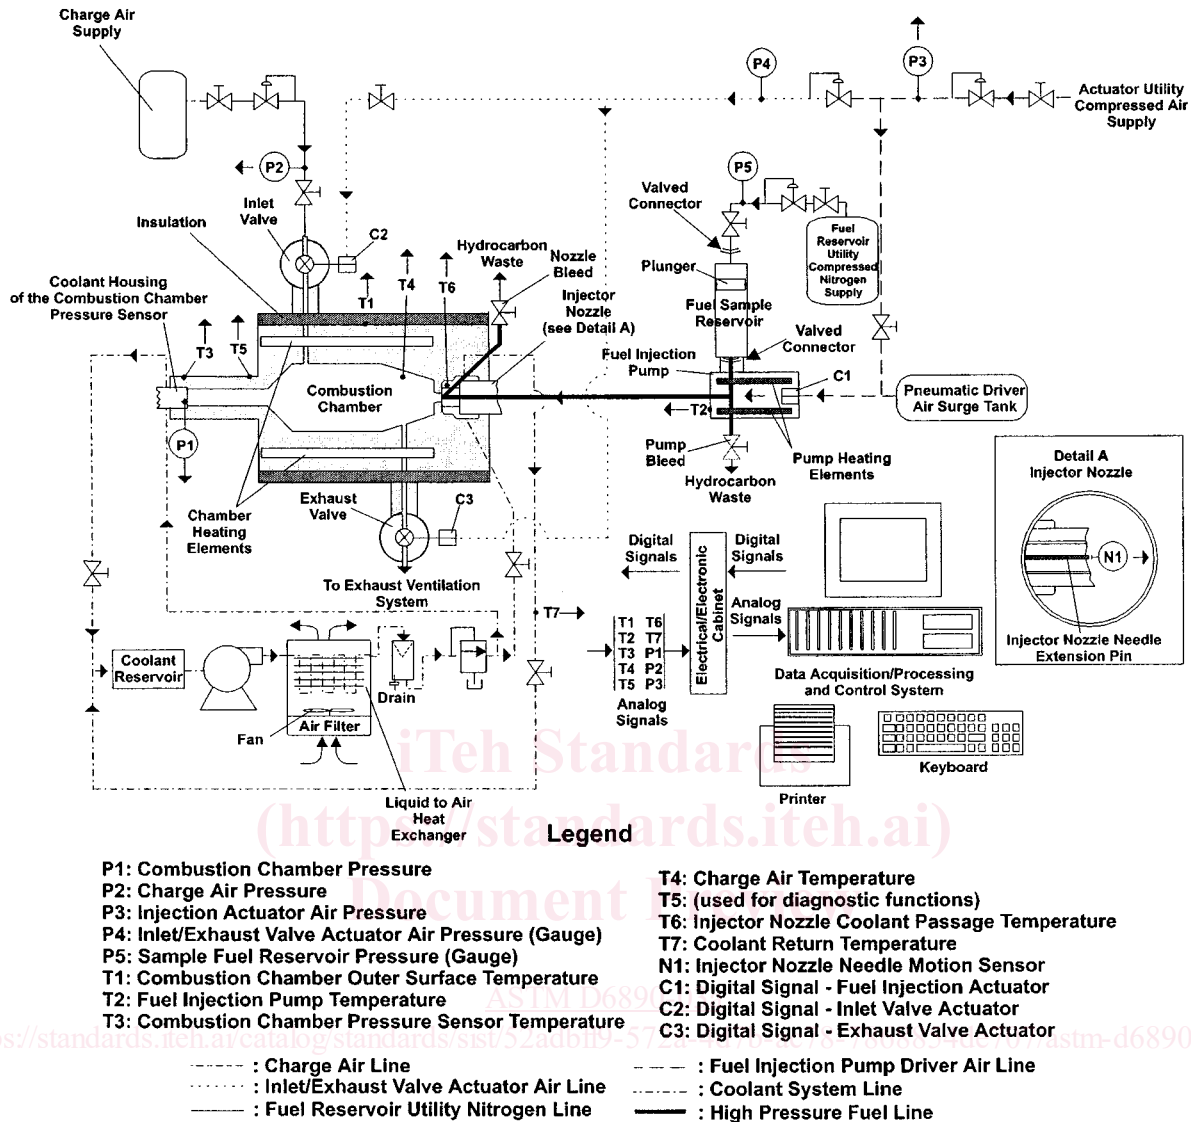 Charge Air
Supply
P4
P3
Actuator Utility
Compressed Air
Supply
P2
P5
Inlet
Valve
Insulation
C2
Valved
Connector
Hydrocarbon
Waste
Nozzle
Bleed
Fuel
Reservoir
Utility
Compressed
Nitrogen
Supply
Plunger
Coolant Housing
of the Combustion Chamber
Pressure Sensor
T1
T4
T6
Injector
Nozzle
(see Detail A)
Fuel Sample
Reservoir
T3
T5
Valved
Connector
Fuel Injection
Pump
C1
Combustion
Chamber
Pneumatic Driver
Air Surge Tank
T2
P1
Pump
Bleed
Pump Heating
Elements
Hydrocarbon
Waste
Detail A
Injector Nozzle
N1
Injector Nozzle Needle
Extension Pin
Chamber
Heating
Elements
Exhaust
Valve
C3
To Exhaust Ventilation
System
Digital
Signals
Electrical/Electronic
Cabinet
Digital
Signals
Analog
Signals
T7
T1 T6
T2 T7
T3 P1
T4 P2
T5 P3
Analog
Signals
Data Acquisition/Processing
and Control System
Coolant
Reservoir
Drain
Fan
Air Filter
Liquid to Air
Heat
Exchanger
Printer
Keyboard
iTeh Standards
(https://standards.iteh.ai)
Document Preview
Legend
P1: Combustion Chamber Pressure
P2: Charge Air Pressure
P3: Injection Actuator Air Pressure
P4: Inlet/Exhaust Valve Actuator Air Pressure (Gauge)
P5: Sample Fuel Reservoir Pressure (Gauge)
T1: Combustion Chamber Outer Surface Temperature
T2: Fuel Injection Pump Temperature
T3: Combustion Chamber Pressure Sensor Temperature
T4: Charge Air Temperature
T5: (used for diagnostic functions)
T6: Injector Nozzle Coolant Passage Temperature
T7: Coolant Return Temperature
N1: Injector Nozzle Needle Motion Sensor
C1: Digital Signal - Fuel Injection Actuator
C2: Digital Signal - Inlet Valve Actuator
C3: Digital Signal - Exhaust Valve Actuator
: Charge Air Line
: Inlet/Exhaust Valve Actuator Air Line
: Fuel Reservoir Utility Nitrogen Line
: Fuel Injection Pump Driver Air Line
: Coolant System Line
: High Pressure Fuel Line